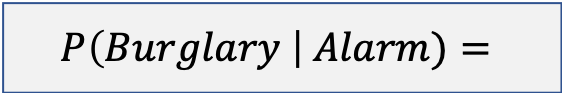 P(Burglary | Alarm) =